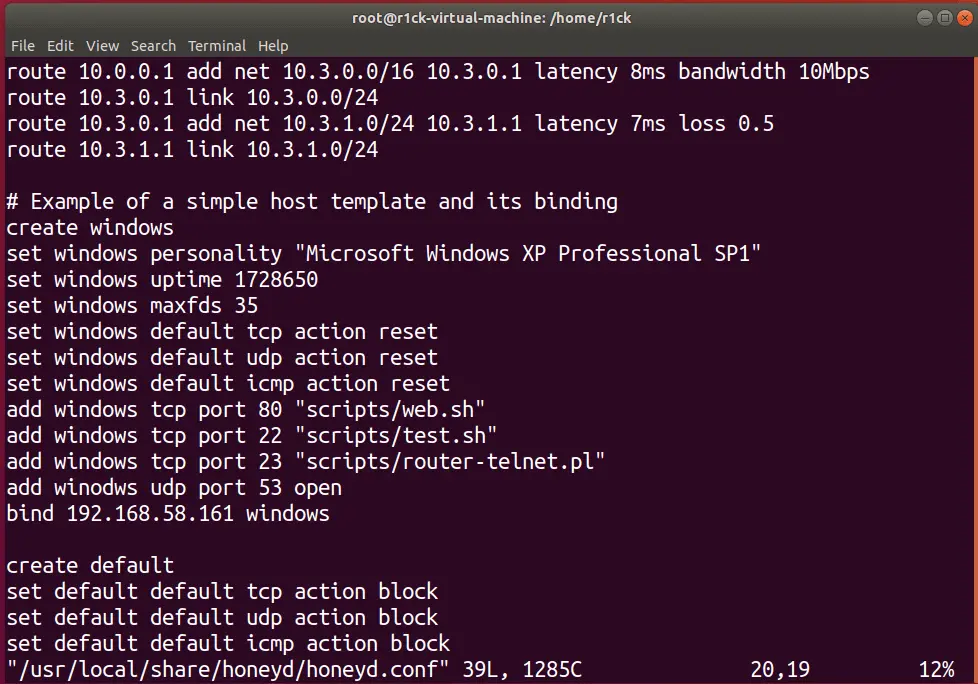 root@r1ck-virtual-machine: /home/r1ck
File Edit View Search Terminal Help
route 10.0.0.1 add net 10.3.0.0/16 10.3.0.1 latency 8ms bandwidth 10Mbps
route 10.3.0.1 link 10.3.0.0/24
route 10.3.0.1 add net 10.3.1.0/24 10.3.1.1 latency 7ms loss 0.5
route 10.3.1.1 link 10.3.1.0/24
# Example of a simple host template and its binding
create windows
set windows personality "Microsoft Windows XP Professional SP1"
set windows uptime 1728650
set windows maxfds 35
set windows default tcp action reset
set windows default udp action reset
set windows default icmp action reset
add windows tcp port 80 "scripts/web.sh"
add windows tcp port 22 "scripts/test.sh"
add windows tcp port 23 "scripts/router-telnet.pl"
add winodws udp port 53 open
bind 192.168.58.161 windows
create default
set default default tcp action block
set default default udp action block
set default default icmp action block
"/usr/local/share/honeyd/honeyd.conf" 39L, 1285C 20,19 12%